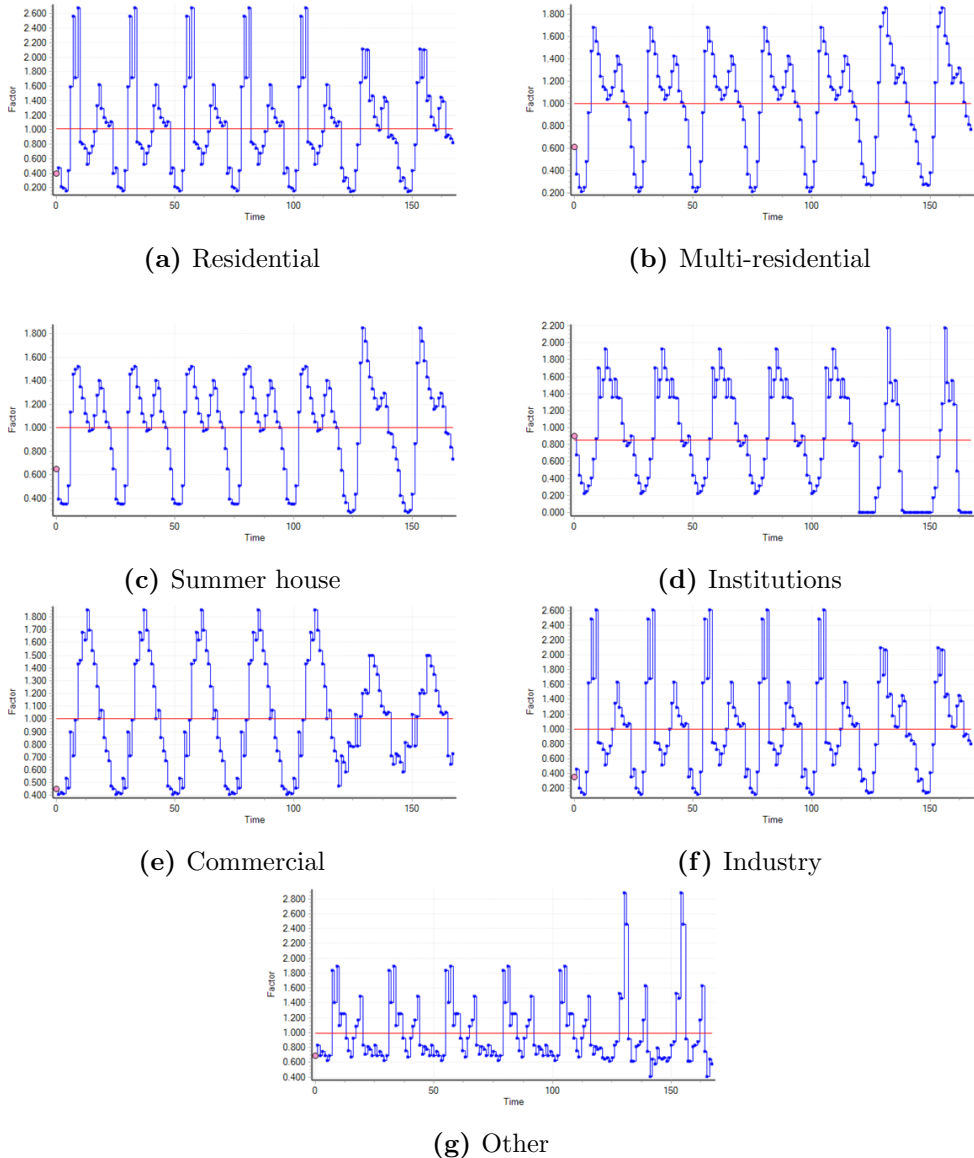 2.600
2.400
2.200
2.000
1.800
1.600
1.400
1.200
1.000
0.800
0.600
0.400
0.200
Factor
0 50 100 150
Time
(a) Residential
1.800
1.600
1.400
1.200
1.000
0.800
0.600
0.400
0.200
Factor
0 50 100 150
Time
(b) Multi-residential
1.800
1.600
1.400
1.200
1.000
0.800
0.600
0.400
Factor
0 50 100 150
Time
(c) Summer house
2.200
2.000
1.800
1.600
1.400
1.200
1.000
0.800
0.600
0.400
0.200
0.000
Factor
0 50 100 150
Time
(d) Institutions
1.800
1.700
1.600
1.500
1.400
1.300
1.200
1.100
1.000
0.900
0.800
0.700
0.600
0.500
0.400
Factor
0 50 100 150
Time
(e) Commercial
2.600
2.400
2.200
2.000
1.800
1.600
1.400
1.200
1.000
0.800
0.600
0.400
0.200
Factor
0 50 100 150
Time
(f) Industry
2.800
2.600
2.400
2.200
2.000
1.800
1.600
1.400
1.200
1.000
0.800
0.600
0.400
Factor
0 50 100 150
Time
(g) Other